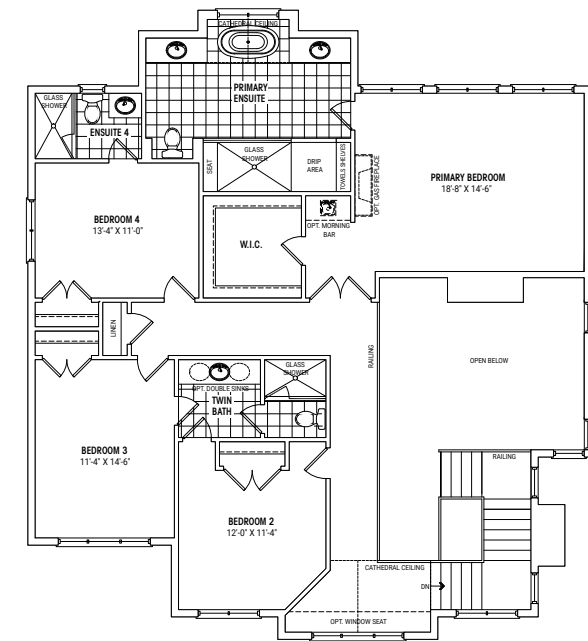 CATHEDRAL CEILING
GLASS
SHOWER
ENSUITE 4
PRIMARY
ENSUITE
SEAT
GLASS
SHOWER
DRIP
AREA
TOWELS SHELVES
OPT. GAS FIREPLACE
PRIMARY BEDROOM
18'-8" X 14'-6"
BEDROOM 4
13'-4" X 11'-0"
W.I.C.
OPT. MORNING
BAR
LINEN
RAILING
OPEN BELOW
GLASS
SHOWER
OPT. DOUBLE SINKS
TWIN
BATH
BEDROOM 3
11'-4" X 14'-6"
RAILING
BEDROOM 2
12'-0" X 11'-4"
CATHEDRAL CEILING
DN
OPT. WINDOW SEAT